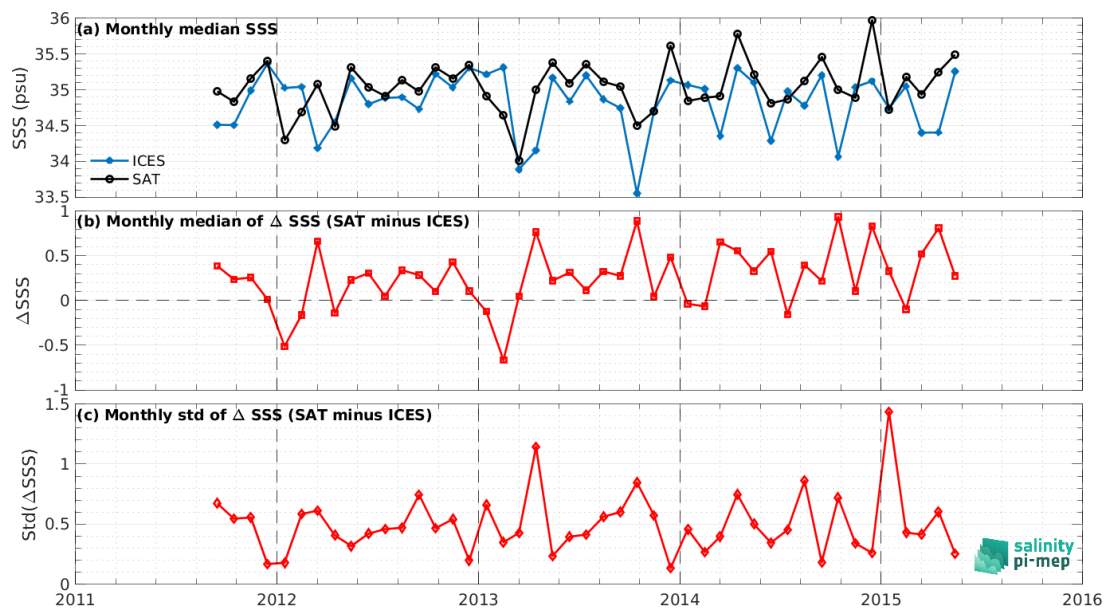 (a) Monthly median SSS
36
35.5
35
34.5
34
33.5
SSS (psu)
ICES
SAT
(b) Monthly median of Δ SSS (SAT minus ICES)
1
0.5
0
-0.5
-1
ΔSSS
(c) Monthly std of Δ SSS (SAT minus ICES)
1.5
1
0.5
0
Std(ΔSSS)
2011 2012 2013 2014 2015 2016
salinity
pi-mep